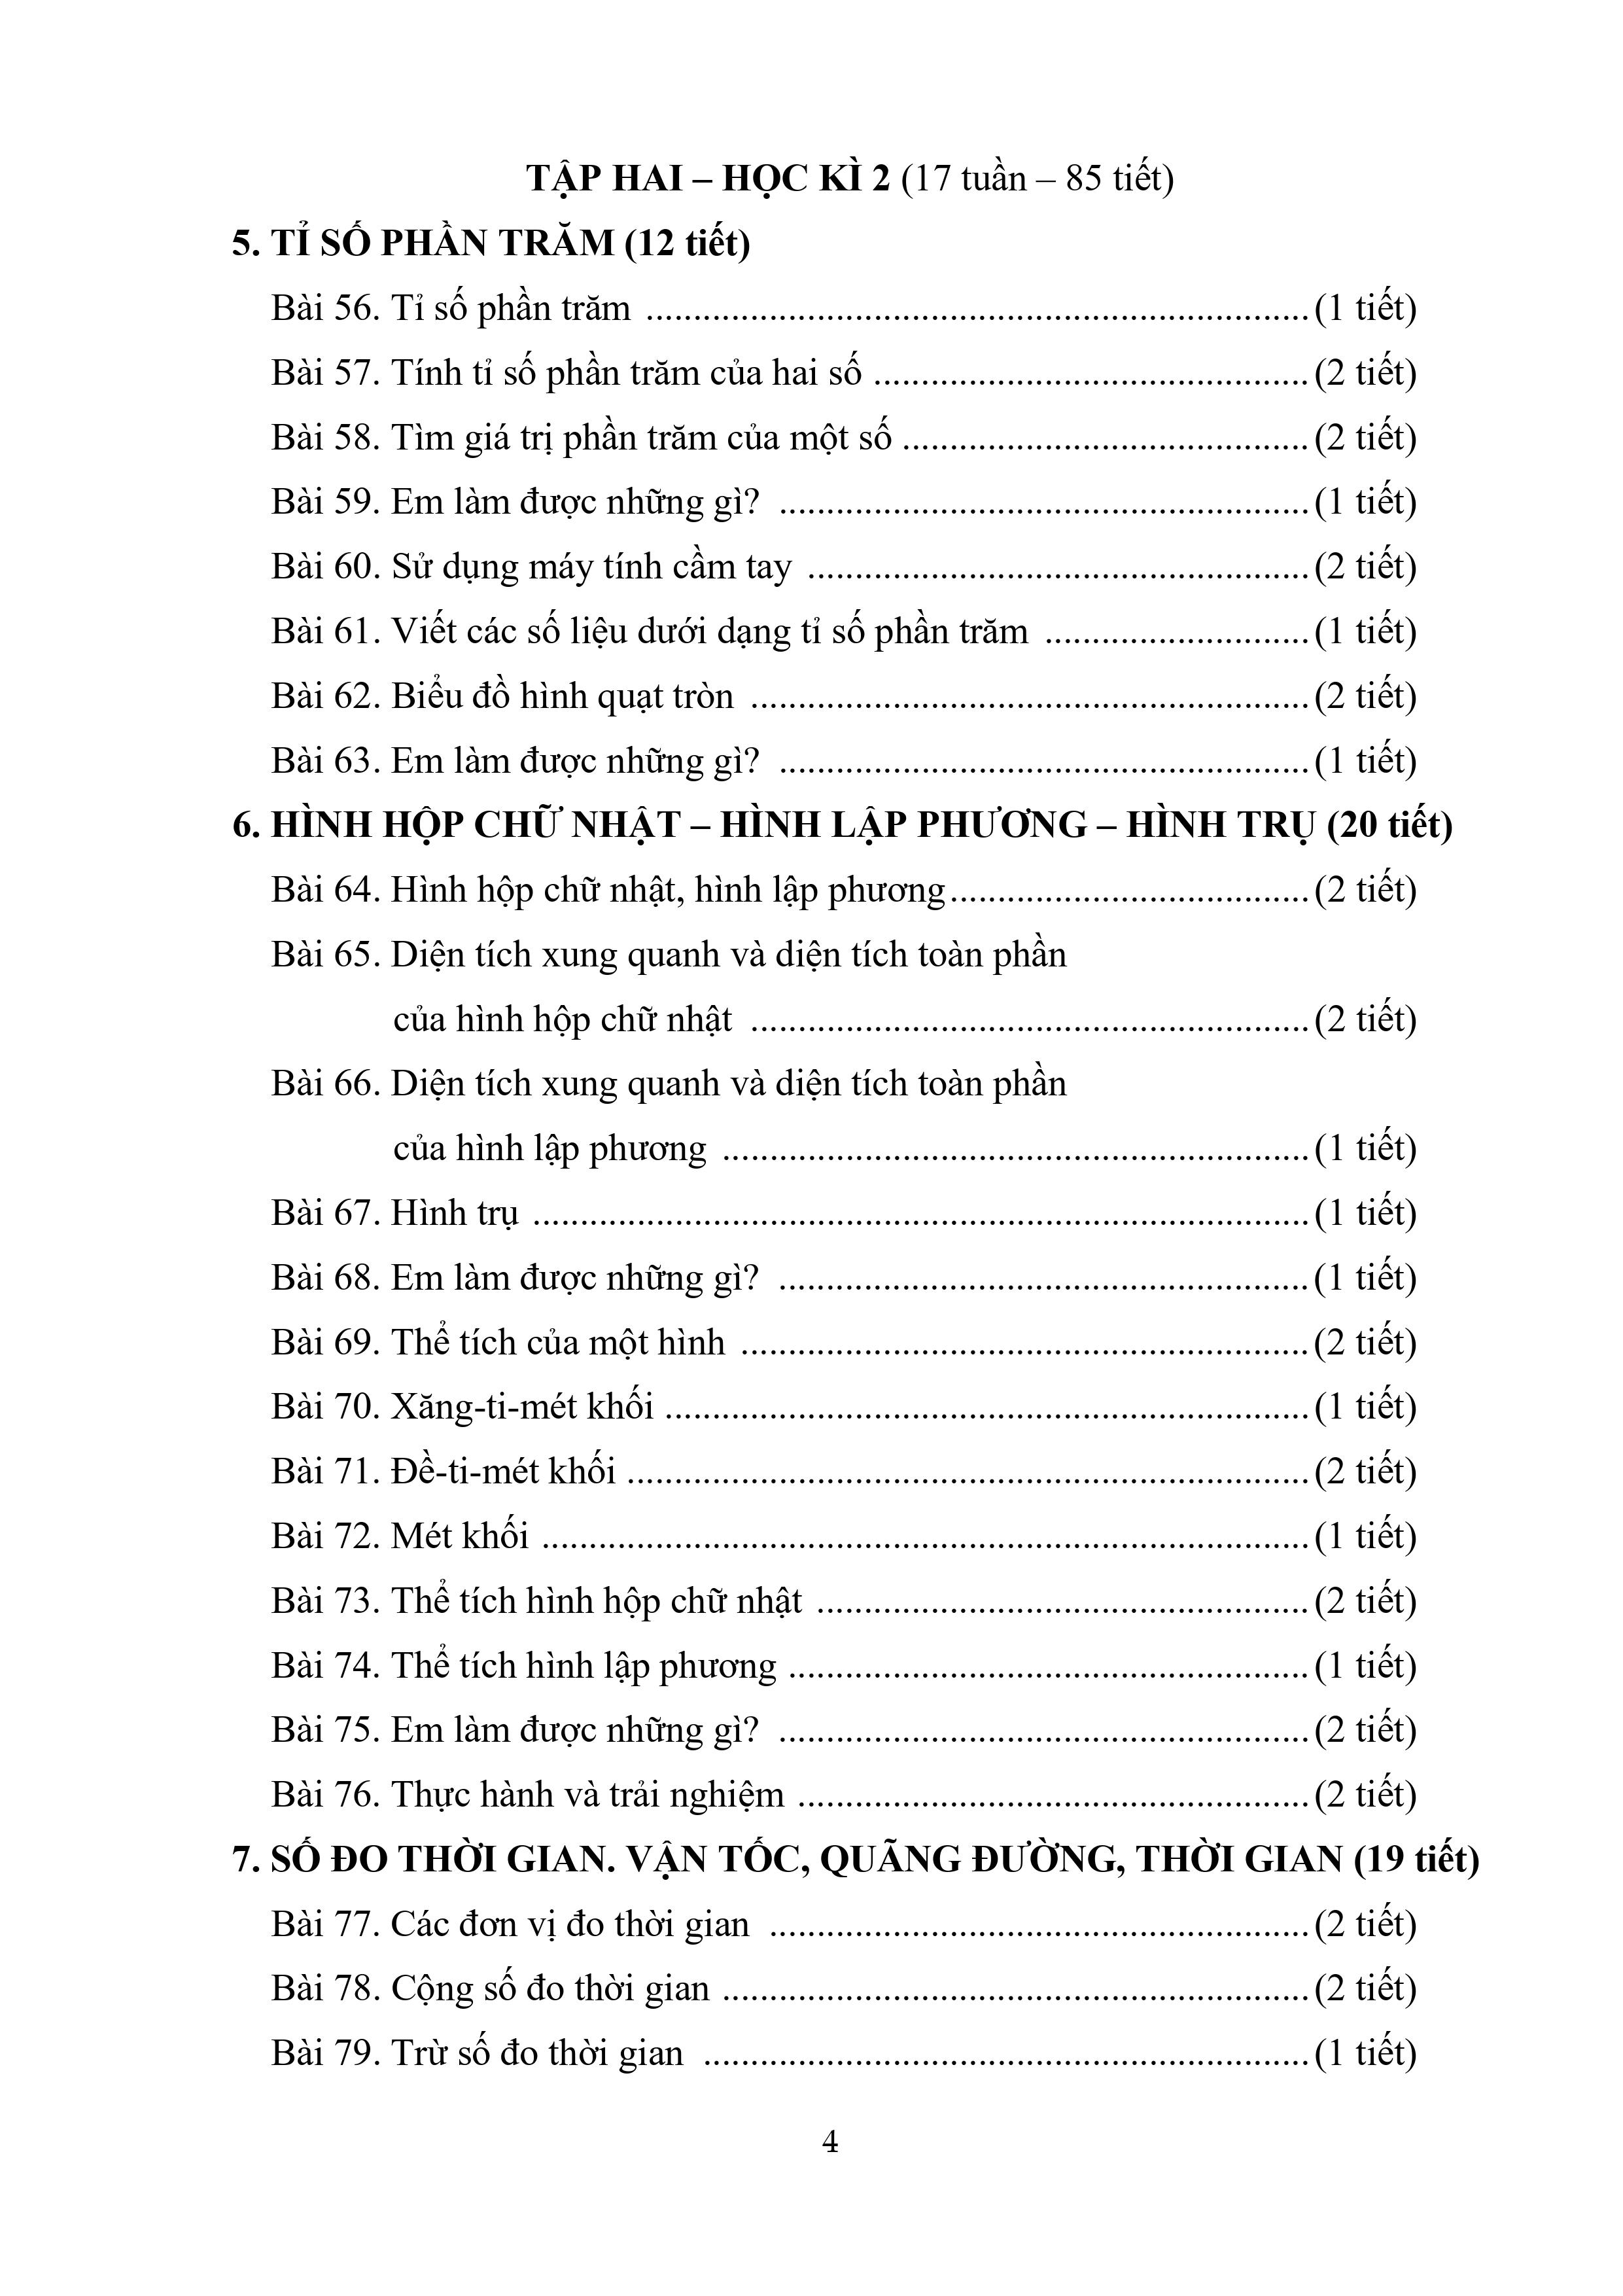 TẬP HAI – HỌC KÌ 2 (17 tuần – 85 tiết)
5. TỈ SỐ PHẦN TRĂM (12 tiết)
Bài 56. Tỉ số phần trăm ........................................................................ (1 tiết)
Bài 57. Tính tỉ số phần trăm của hai số ............................................... (2 tiết)
Bài 58. Tìm giá trị phần trăm của một số ............................................ (2 tiết)
Bài 59. Em làm được những gì? ......................................................... (1 tiết)
Bài 60. Sử dụng máy tính cầm tay ...................................................... (2 tiết)
Bài 61. Viết các số liệu dưới dạng tỉ số phần trăm ............................. (1 tiết)
Bài 62. Biểu đồ hình quạt tròn ............................................................ (2 tiết)
Bài 63. Em làm được những gì? ......................................................... (1 tiết)
6. HÌNH HỘP CHỮ NHẬT – HÌNH LẬP PHƯƠNG – HÌNH TRỤ (20 tiết)
Bài 64. Hình hộp chữ nhật, hình lập phương ....................................... (2 tiết)
Bài 65. Diện tích xung quanh và diện tích toàn phần
của hình hộp chữ nhật ............................................................ (2 tiết)
Bài 66. Diện tích xung quanh và diện tích toàn phần
của hình lập phương ............................................................... (1 tiết)
Bài 67. Hình trụ ................................................................................... (1 tiết)
Bài 68. Em làm được những gì? ......................................................... (1 tiết)
Bài 69. Thể tích của một hình ............................................................. (2 tiết)
Bài 70. Xăng-ti-mét khối ..................................................................... (1 tiết)
Bài 71. Đề-ti-mét khối ......................................................................... (2 tiết)
Bài 72. Mét khối .................................................................................. (1 tiết)
Bài 73. Thể tích hình hộp chữ nhật ..................................................... (2 tiết)
Bài 74. Thể tích hình lập phương ........................................................ (1 tiết)
Bài 75. Em làm được những gì? ......................................................... (2 tiết)
Bài 76. Thực hành và trải nghiệm ....................................................... (2 tiết)
7. SỐ ĐO THỜI GIAN. VẬN TỐC, QUÃNG ĐƯỜNG, THỜI GIAN (19 tiết)
Bài 77. Các đơn vị đo thời gian .......................................................... (2 tiết)
Bài 78. Cộng số đo thời gian ............................................................... (2 tiết)
Bài 79. Trừ số đo thời gian ................................................................. (1 tiết)
4